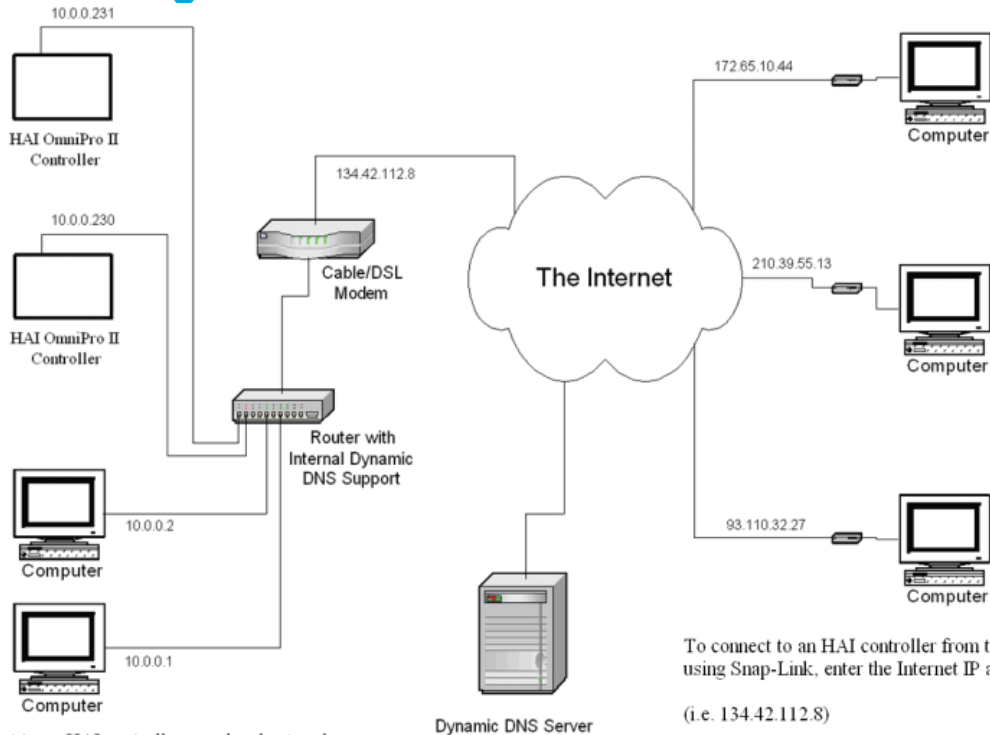 10.0.0.231
HAI OmniPro II
Controller
10.0.0.230
HAI OmniPro II
Controller
134.42.112.8
Cable/DSL
Modem
Router with
Internal Dynamic
DNS Support
10.0.0.2
Computer
10.0.0.1
Computer
The Internet
Dynamic DNS Server
172.65.10.44
Computer
210.39.55.13
Computer
93.110.32.27
Computer
To connect to an HAI controller from
using Snap-Link, enter the Internet IP
(i.e. 134.42.112.8)